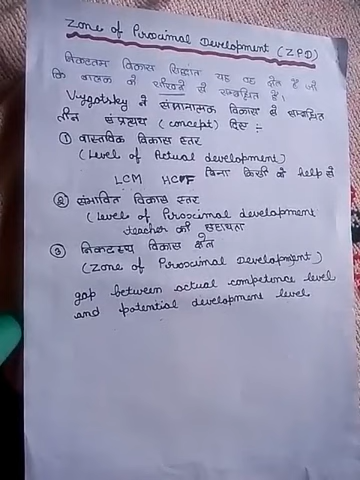 Zone of Proximal Development (ZPD)
निकटतम विकास सिद्धांत यह वह क्षेत्र है जो
कि बालक के सीखने से सम्बंधित है।
Vygotsky ने संज्ञानात्मक विकास से सम्बंधित
तीन संप्रत्यय (concept) दिए :-
① वास्तविक विकास स्तर
(Level of Actual development)
LCM HCF बिना किसी के help से
② संभावित विकास स्तर
(Level of Proximal development
teacher की सहायता
③ निकटस्थ विकास क्षेत्र
(Zone of Proximal Development)
gap between actual competence level
and potential development level